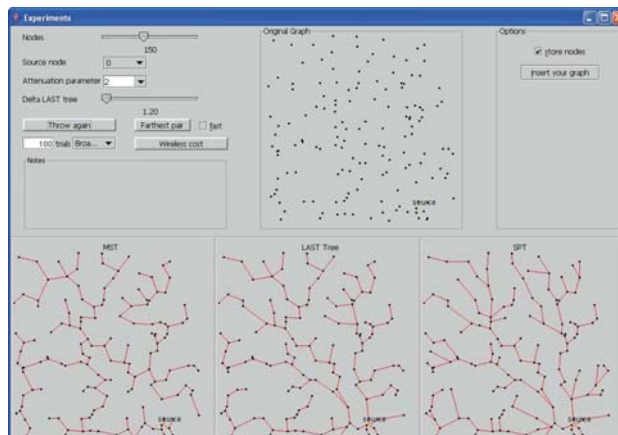 Experiments
Nodes
150
Source node 0
Attenuation parameter 2
Delta LAST tree
1.20
Throw again Farthest pair fast
100 trials Broa... Wireless cost
Notes
Original Graph
source
Options
store nodes
Insert your graph
MST
source
LAST Tree
source
SPT
source